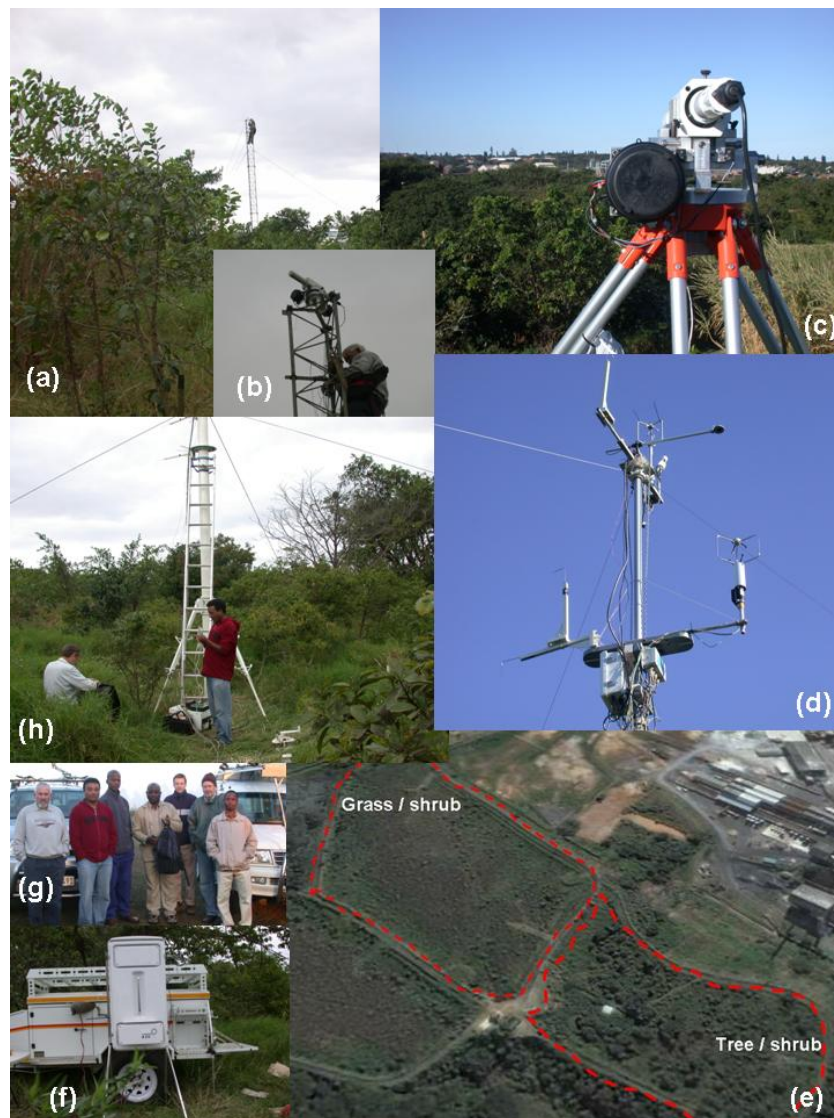 (a)
(b)
(c)
(d)
(h)
Grass / shrub
(g)
Tree / shrub
(f)
(e)